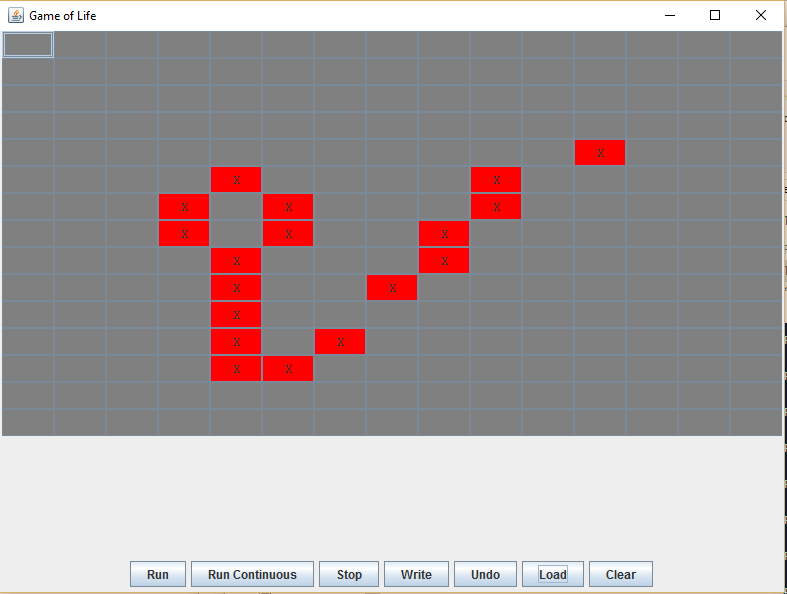 Game of Life
X
X X
X X X
X X
X X X
X
X X
X
X X
X X
Run Run Continuous Stop Write Undo Load Clear